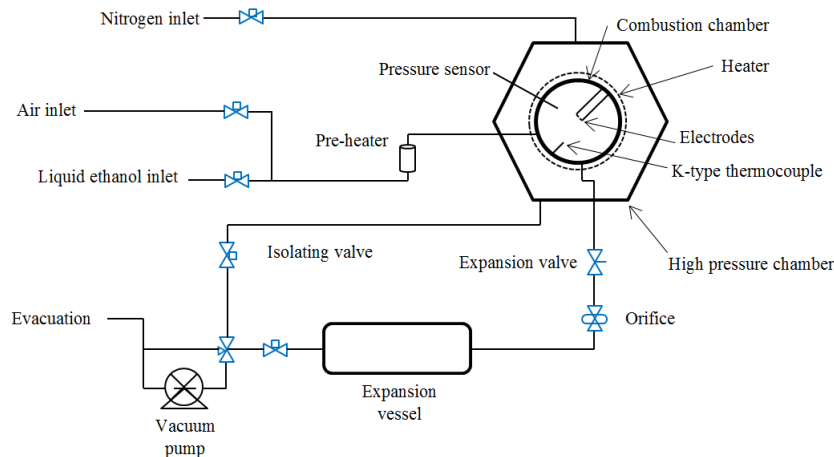 Nitrogen inlet
Combustion chamber
Pressure sensor
Heater
Air inlet
Pre-heater
Electrodes
Liquid ethanol inlet
K-type thermocouple
Isolating valve
Expansion valve
High pressure chamber
Evacuation
Orifice
Expansion
vessel
Vacuum
pump